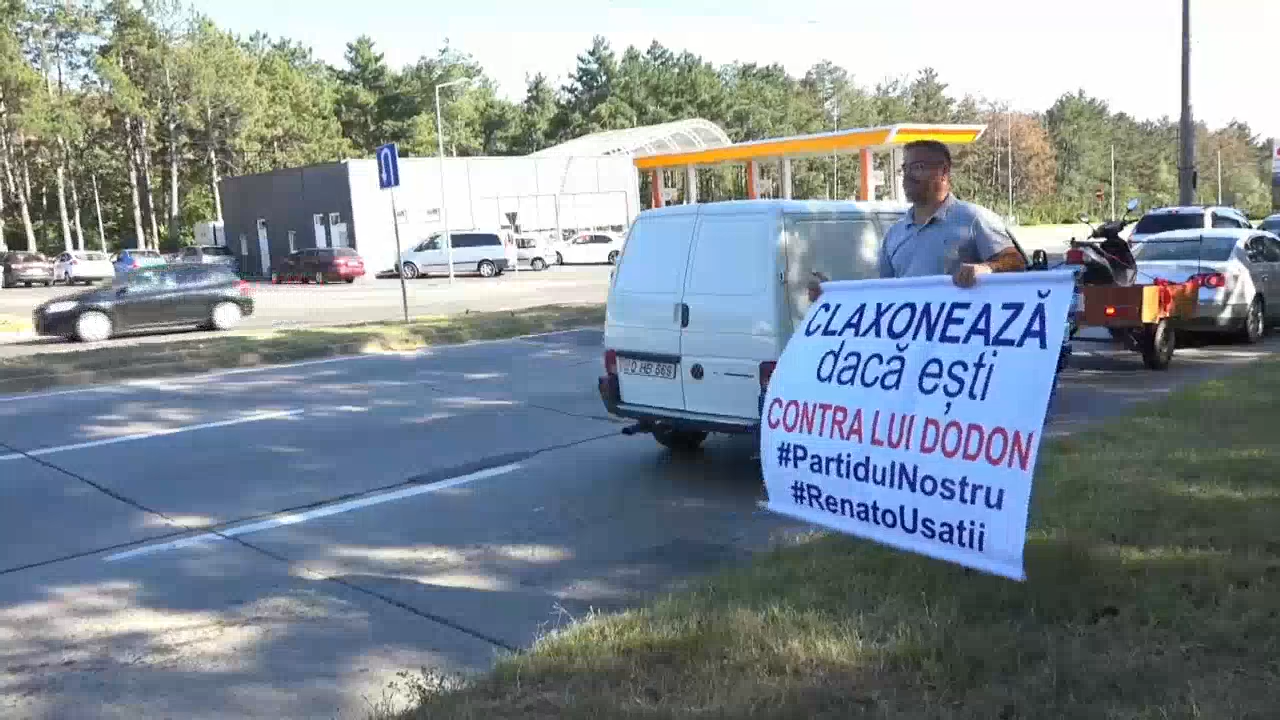 CLAXONEAZĂ
dacă ești
CONTRA LUI DODON
#PartidulNostru
#RenatoUsatii